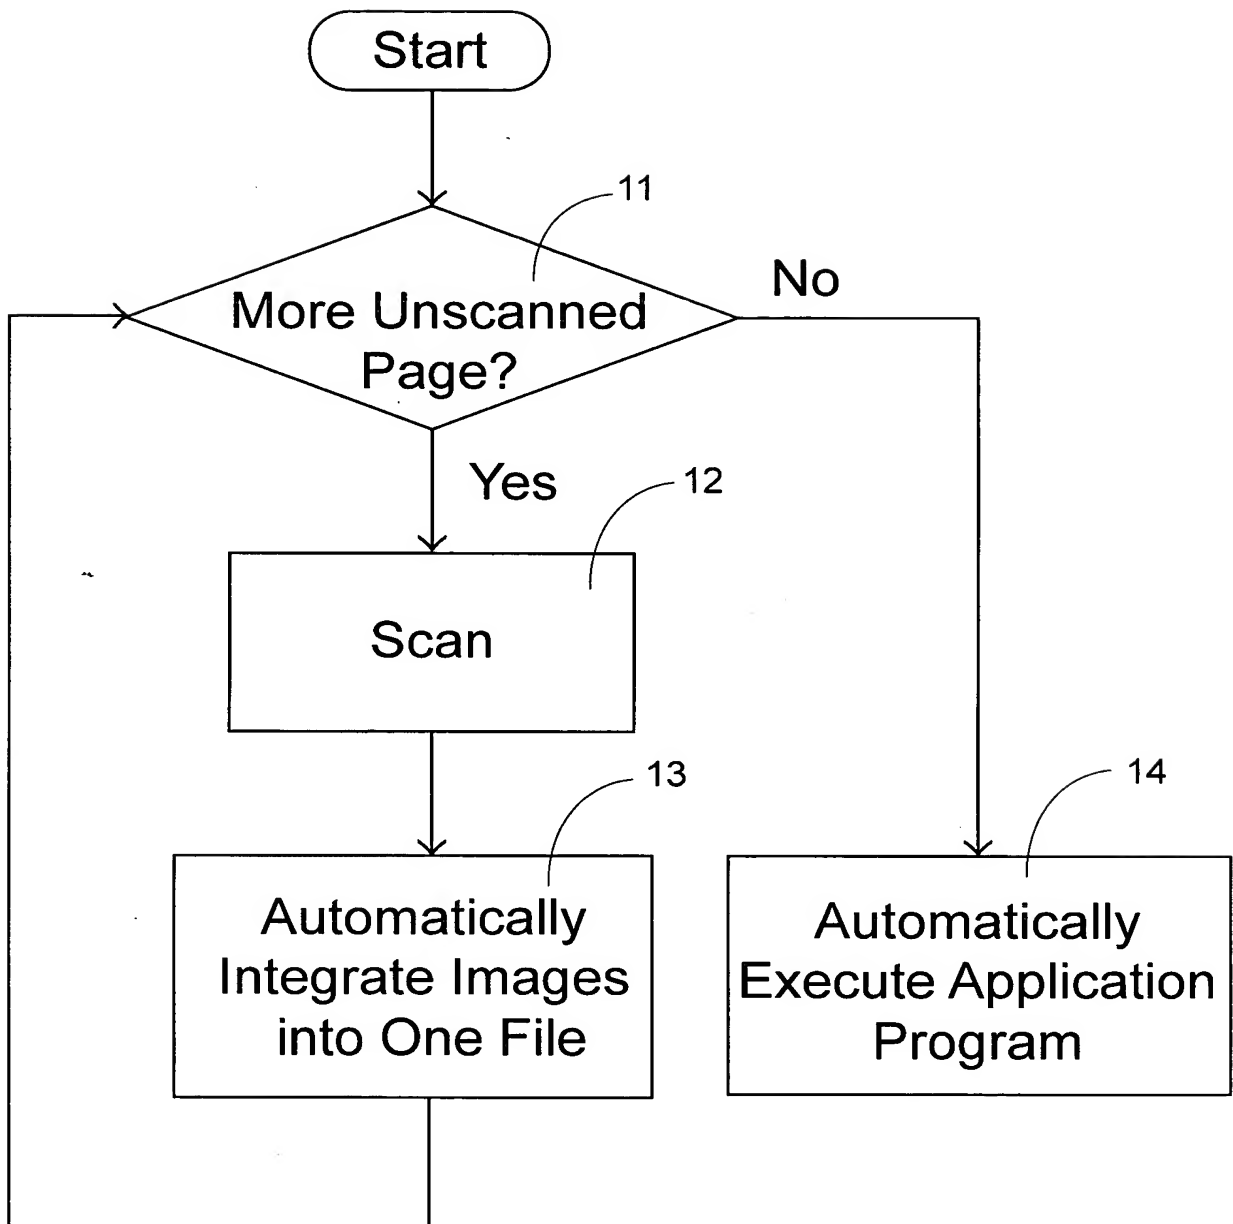 Start
11
More Unscanned
Page?
No
Yes
12
Scan
13
Automatically
Integrate Images
into One File
14
Automatically
Execute Application
Program